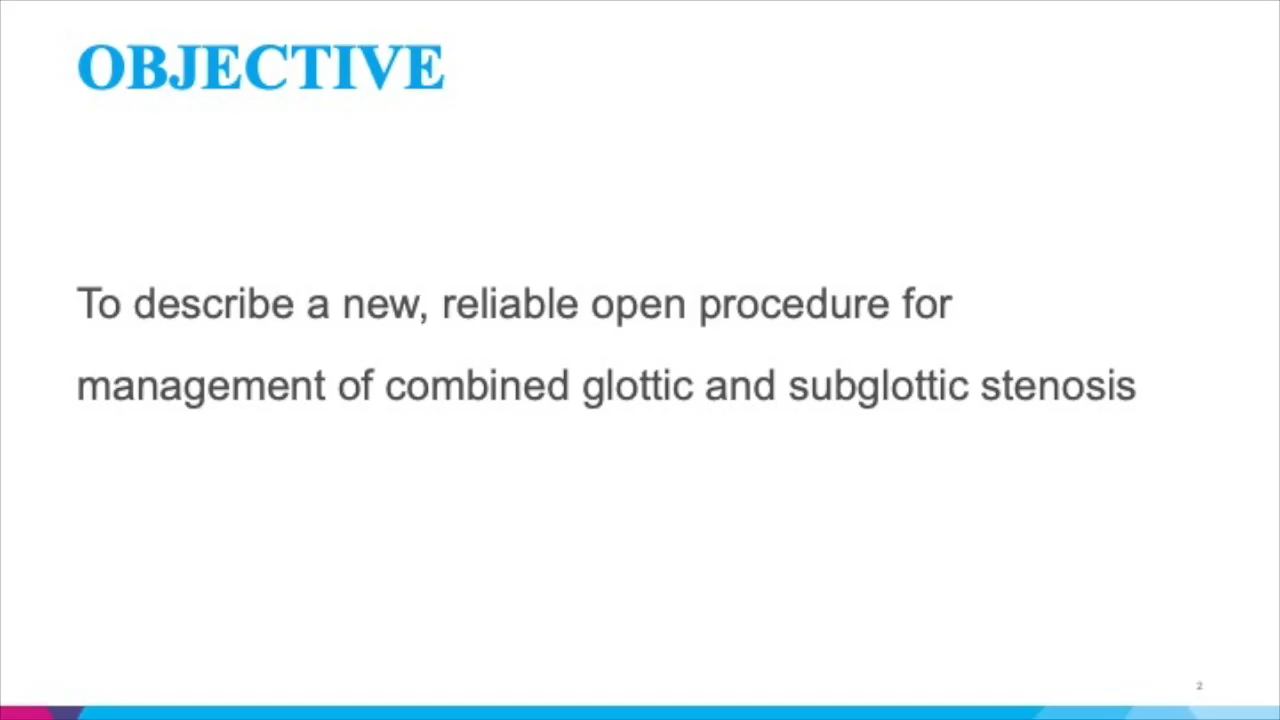 OBJECTIVE
To describe a new, reliable open procedure for
management of combined glottic and subglottic stenosis
2